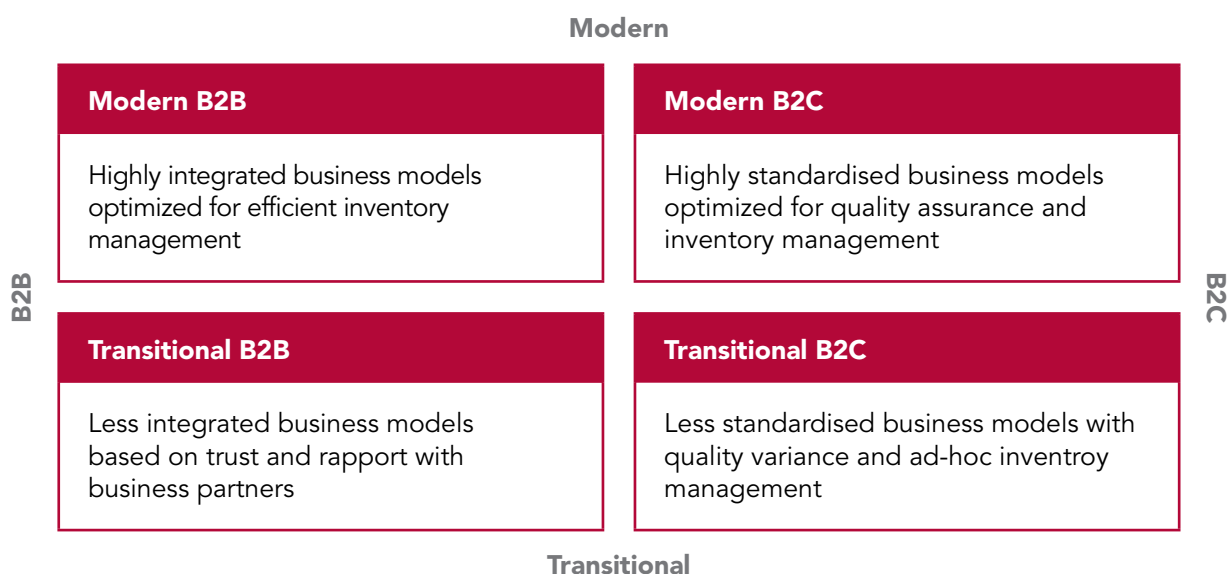 Modern
Modern B2B
Highly integrated business models
optimized for efficient inventory
management
Modern B2C
Highly standardised business models
optimized for quality assurance and
inventory management
B2B
B2C
Transitional B2B
Less integrated business models
based on trust and rapport with
business partners
Transitional B2C
Less standardised business models with
quality variance and ad-hoc inventroy
management
Transitional